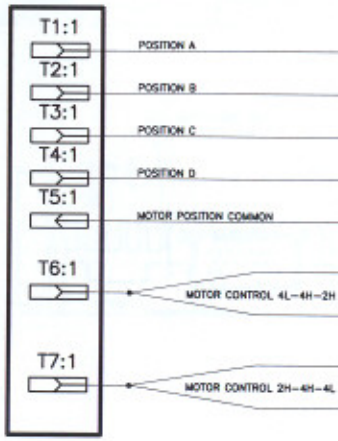 T1:1
POSITION A
T2:1
POSITION B
T3:1
POSITION C
T4:1
POSITION D
T5:1
MOTOR POSITION COMMON
T6:1
MOTOR CONTROL 4L-4H-2H
T7:1
MOTOR CONTROL 2H-4H-4L